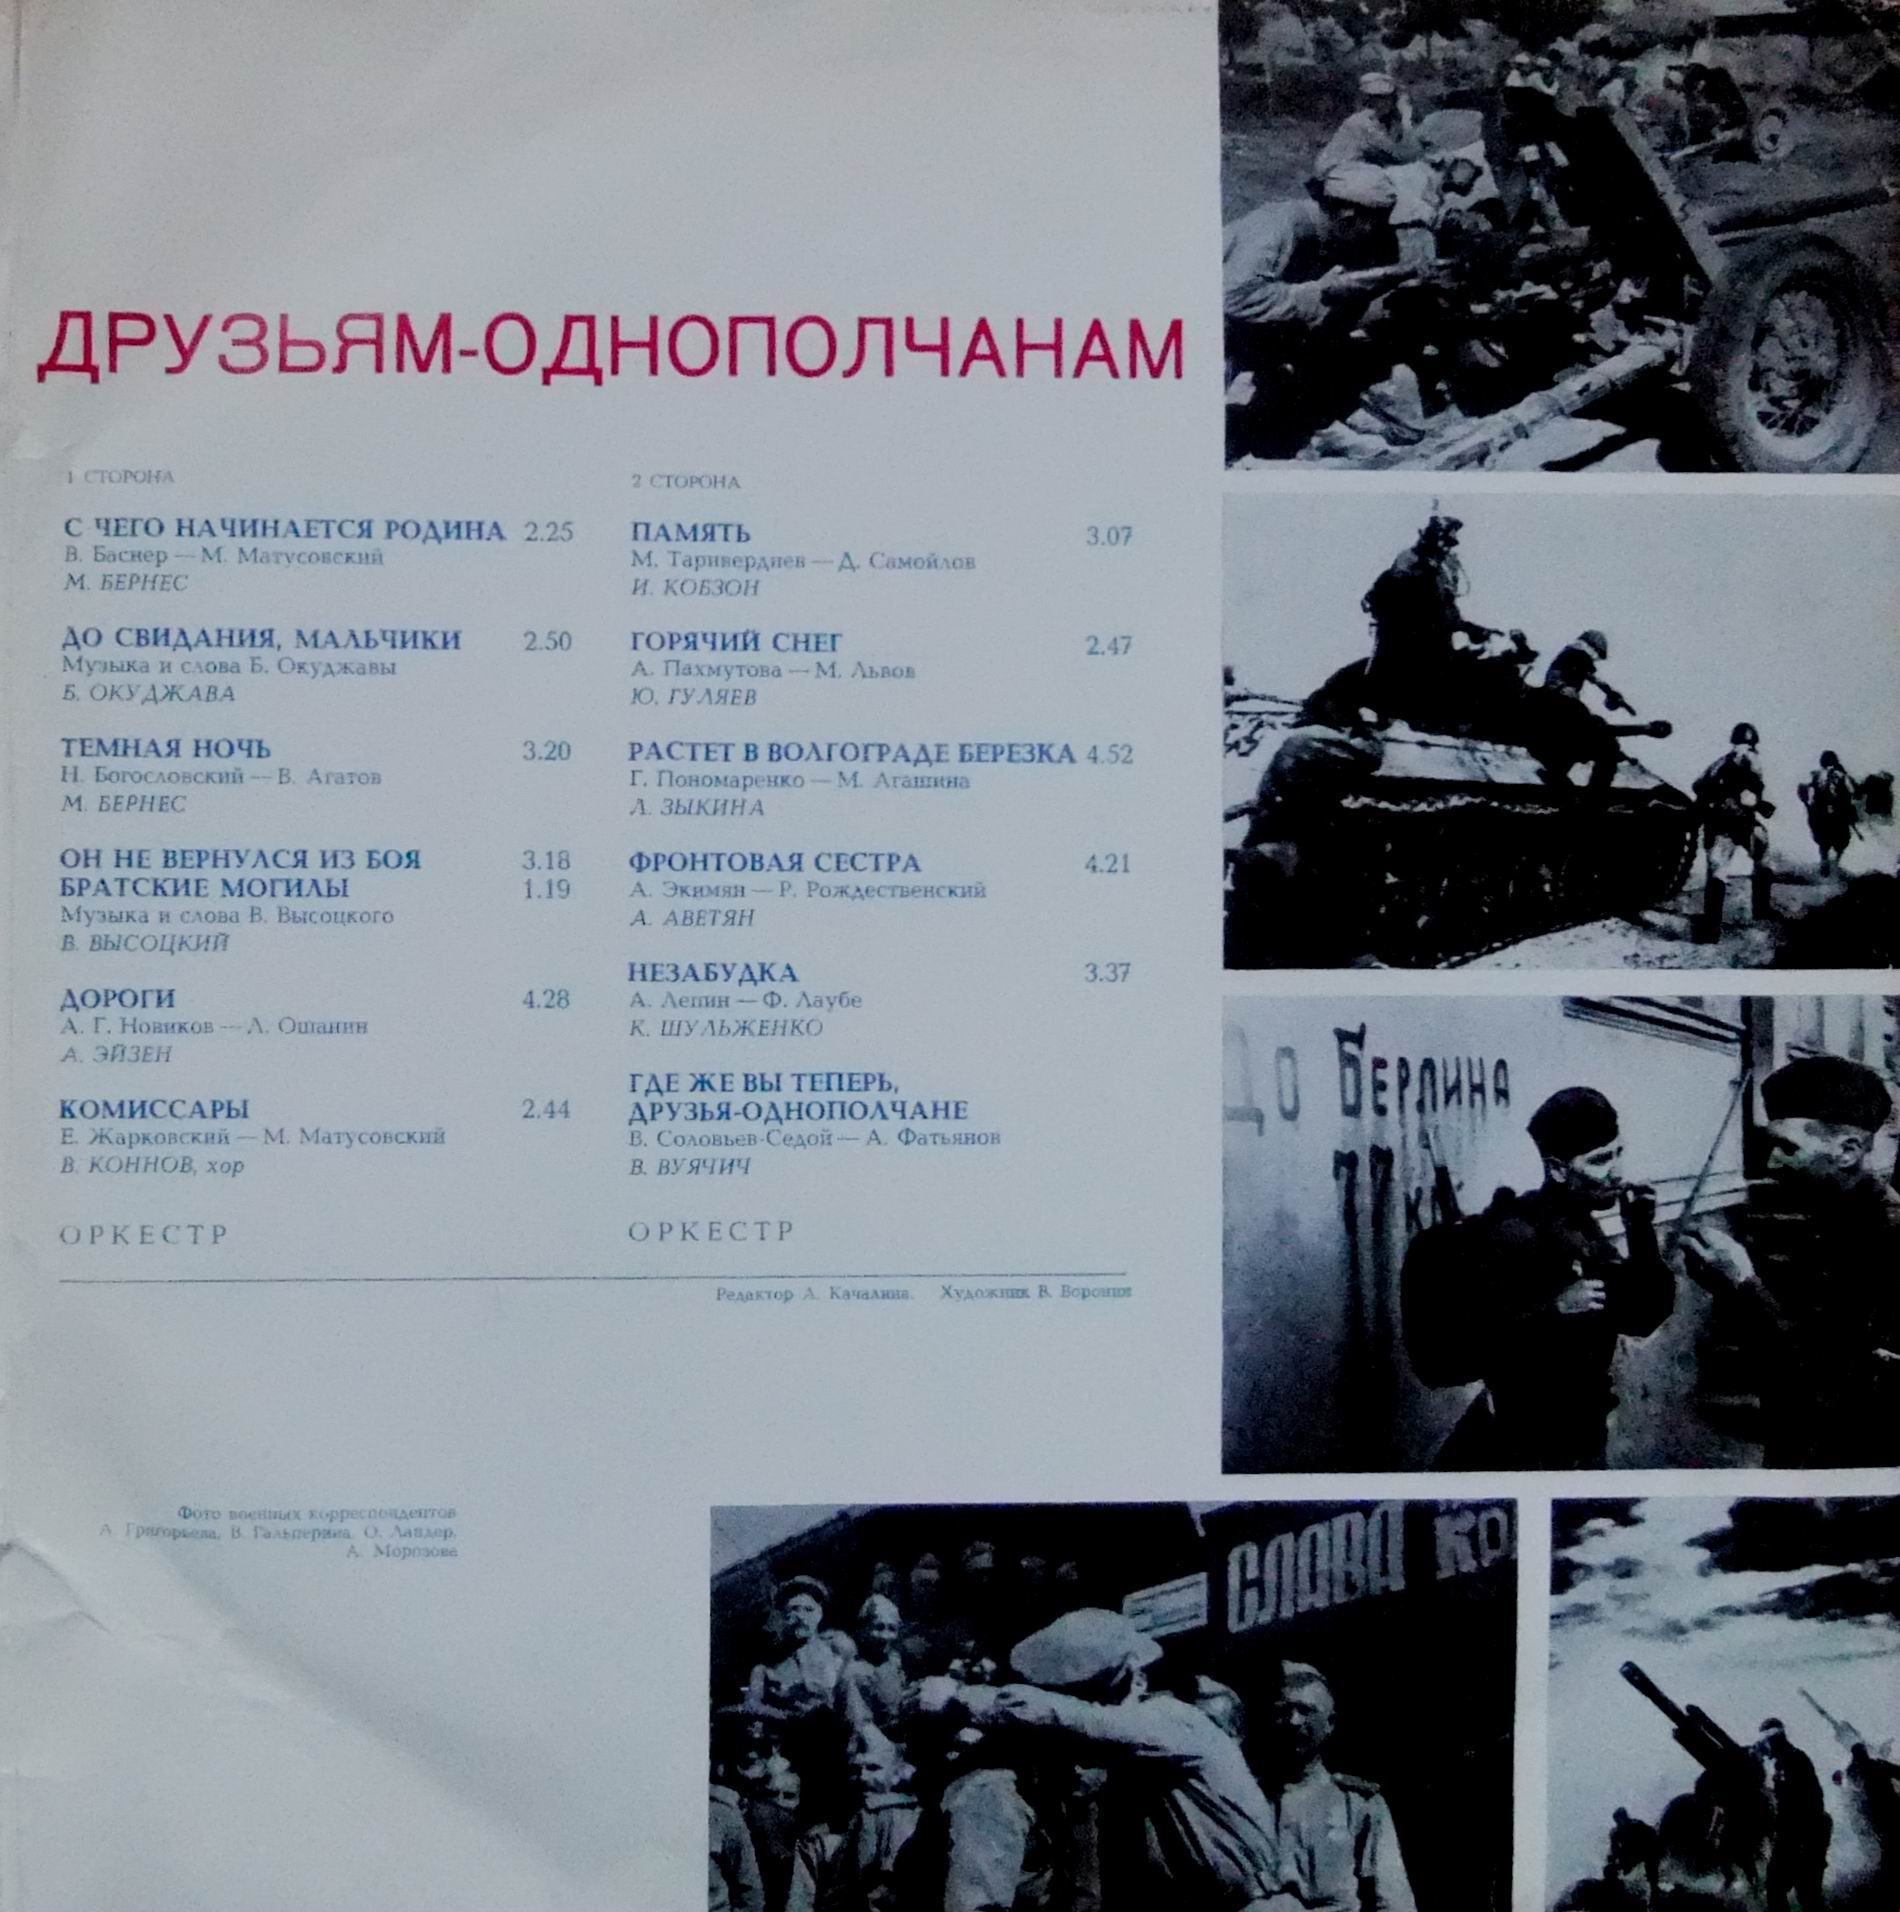 ДРУЗЬЯМ-ОДНОПОЛЧАНАМ
1 СТОРОНА
С ЧЕГО НАЧИНАЕТСЯ РОДИНА 2.25
В. Баснер — М. Матусовский
М. БЕРНЕС
ДО СВИДАНИЯ, МАЛЬЧИКИ 2.50
Музыка и слова Б. Окуджавы
Б. ОКУДЖАВА
ТЕМНАЯ НОЧЬ 3.20
Н. Богословский — В. Агатов
М. БЕРНЕС
ОН НЕ ВЕРНУЛСЯ ИЗ БОЯ 3.18
БРАТСКИЕ МОГИЛЫ 1.19
Музыка и слова В. Высоцкого
В. ВЫСОЦКИЙ
ДОРОГИ 4.28
А. Г. Новиков — Л. Ошанин
А. ЭЙЗЕН
КОМИССАРЫ 2.44
Е. Жарковский — М. Матусовский
В. КОННОВ, хор
ОРКЕСТР
2 СТОРОНА
ПАМЯТЬ 3.07
М. Таривердиев — Д. Самойлов
И. КОБЗОН
ГОРЯЧИЙ СНЕГ 2.47
А. Пахмутова — М. Львов
Ю. ГУЛЯЕВ
РАСТЕТ В ВОЛГОГРАДЕ БЕРЕЗКА 4.52
Г. Пономаренко — М. Агашина
Л. ЗЫКИНА
ФРОНТОВАЯ СЕСТРА 4.21
А. Экимян — Р. Рождественский
А. АВЕТЯН
НЕЗАБУДКА 3.37
А. Лепин — Ф. Лаубе
К. ШУЛЬЖЕНКО
ГДЕ ЖЕ ВЫ ТЕПЕРЬ,
ДРУЗЬЯ-ОДНОПОЛЧАНЕ
В. Соловьев-Седой — А. Фатьянов
В. ВУЯЧИЧ
ОРКЕСТР
Редактор А. Качалина. Художник В. Воронин
Фото военных корреспондентов
А. Григорьева, В. Гальперина, О. Ландер,
А. Морозова
ДО БЕРЛИНА
77 км
СЛАВА КО